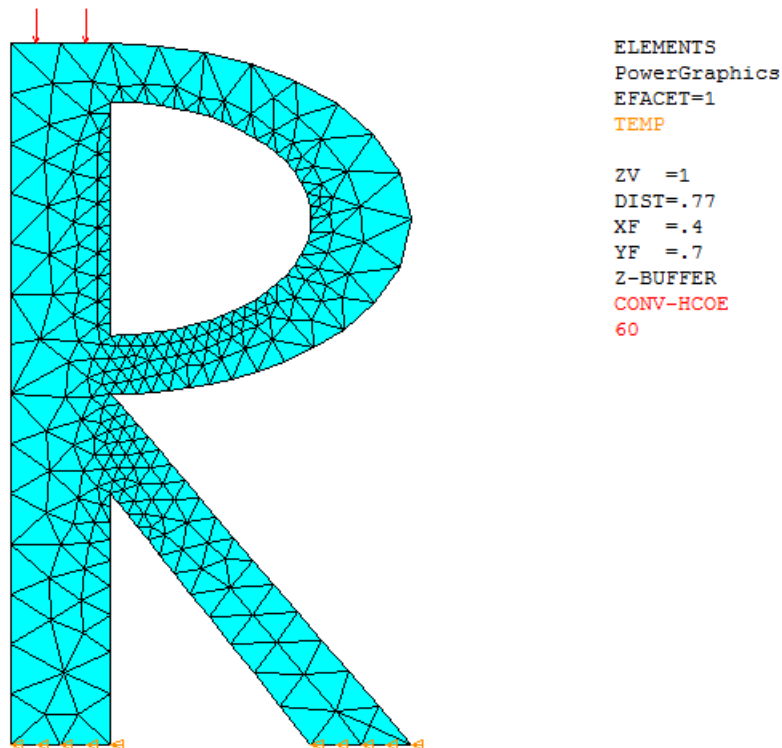 ELEMENTS
PowerGraphics
EFACET=1
TEMP
ZV  =1
DIST=.77
XF  =.4
YF  =.7
Z-BUFFER
CONV-HCOE
60